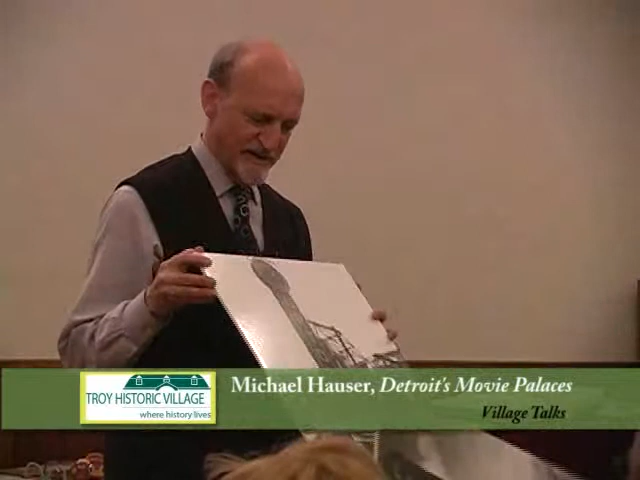 TROY HISTORIC VILLAGE
where history lives
Michael Hauser, Detroit's Movie Palaces
Village Talks